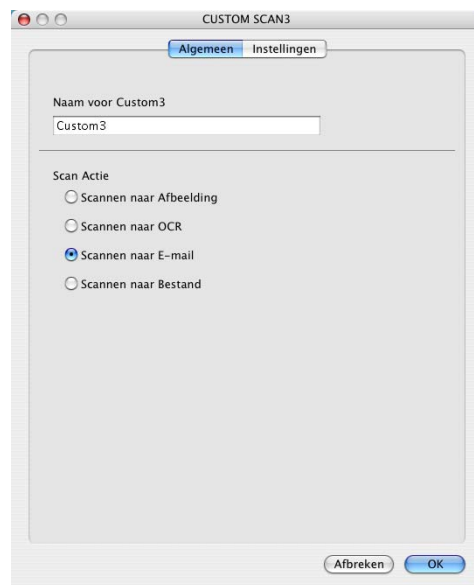 CUSTOM SCAN3
Algemeen Instellingen
Naam voor Custom3
Custom3
Scan Actie
Scannen naar Afbeelding
Scannen naar OCR
Scannen naar E-mail
Scannen naar Bestand
Afbreken OK